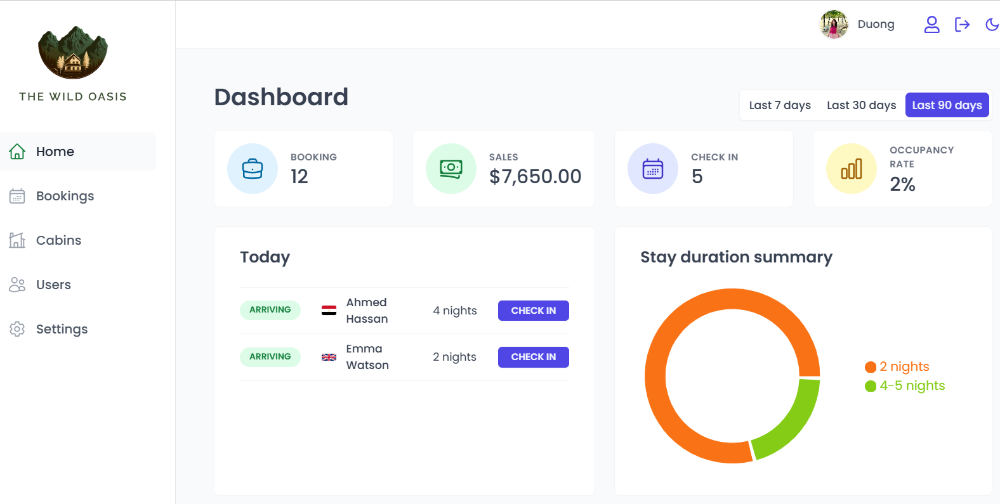 THE WILD OASIS
Home
Bookings
Cabins
Users
Settings
Duong
Dashboard
Last 7 days
Last 30 days
Last 90 days
BOOKING
12
SALES
$7,650.00
CHECK IN
5
OCCUPANCY
RATE
2%
Today
ARRIVING
Ahmed
Hassan
4 nights
CHECK IN
ARRIVING
Emma
Watson
2 nights
CHECK IN
Stay duration summary
2 nights
4-5 nights